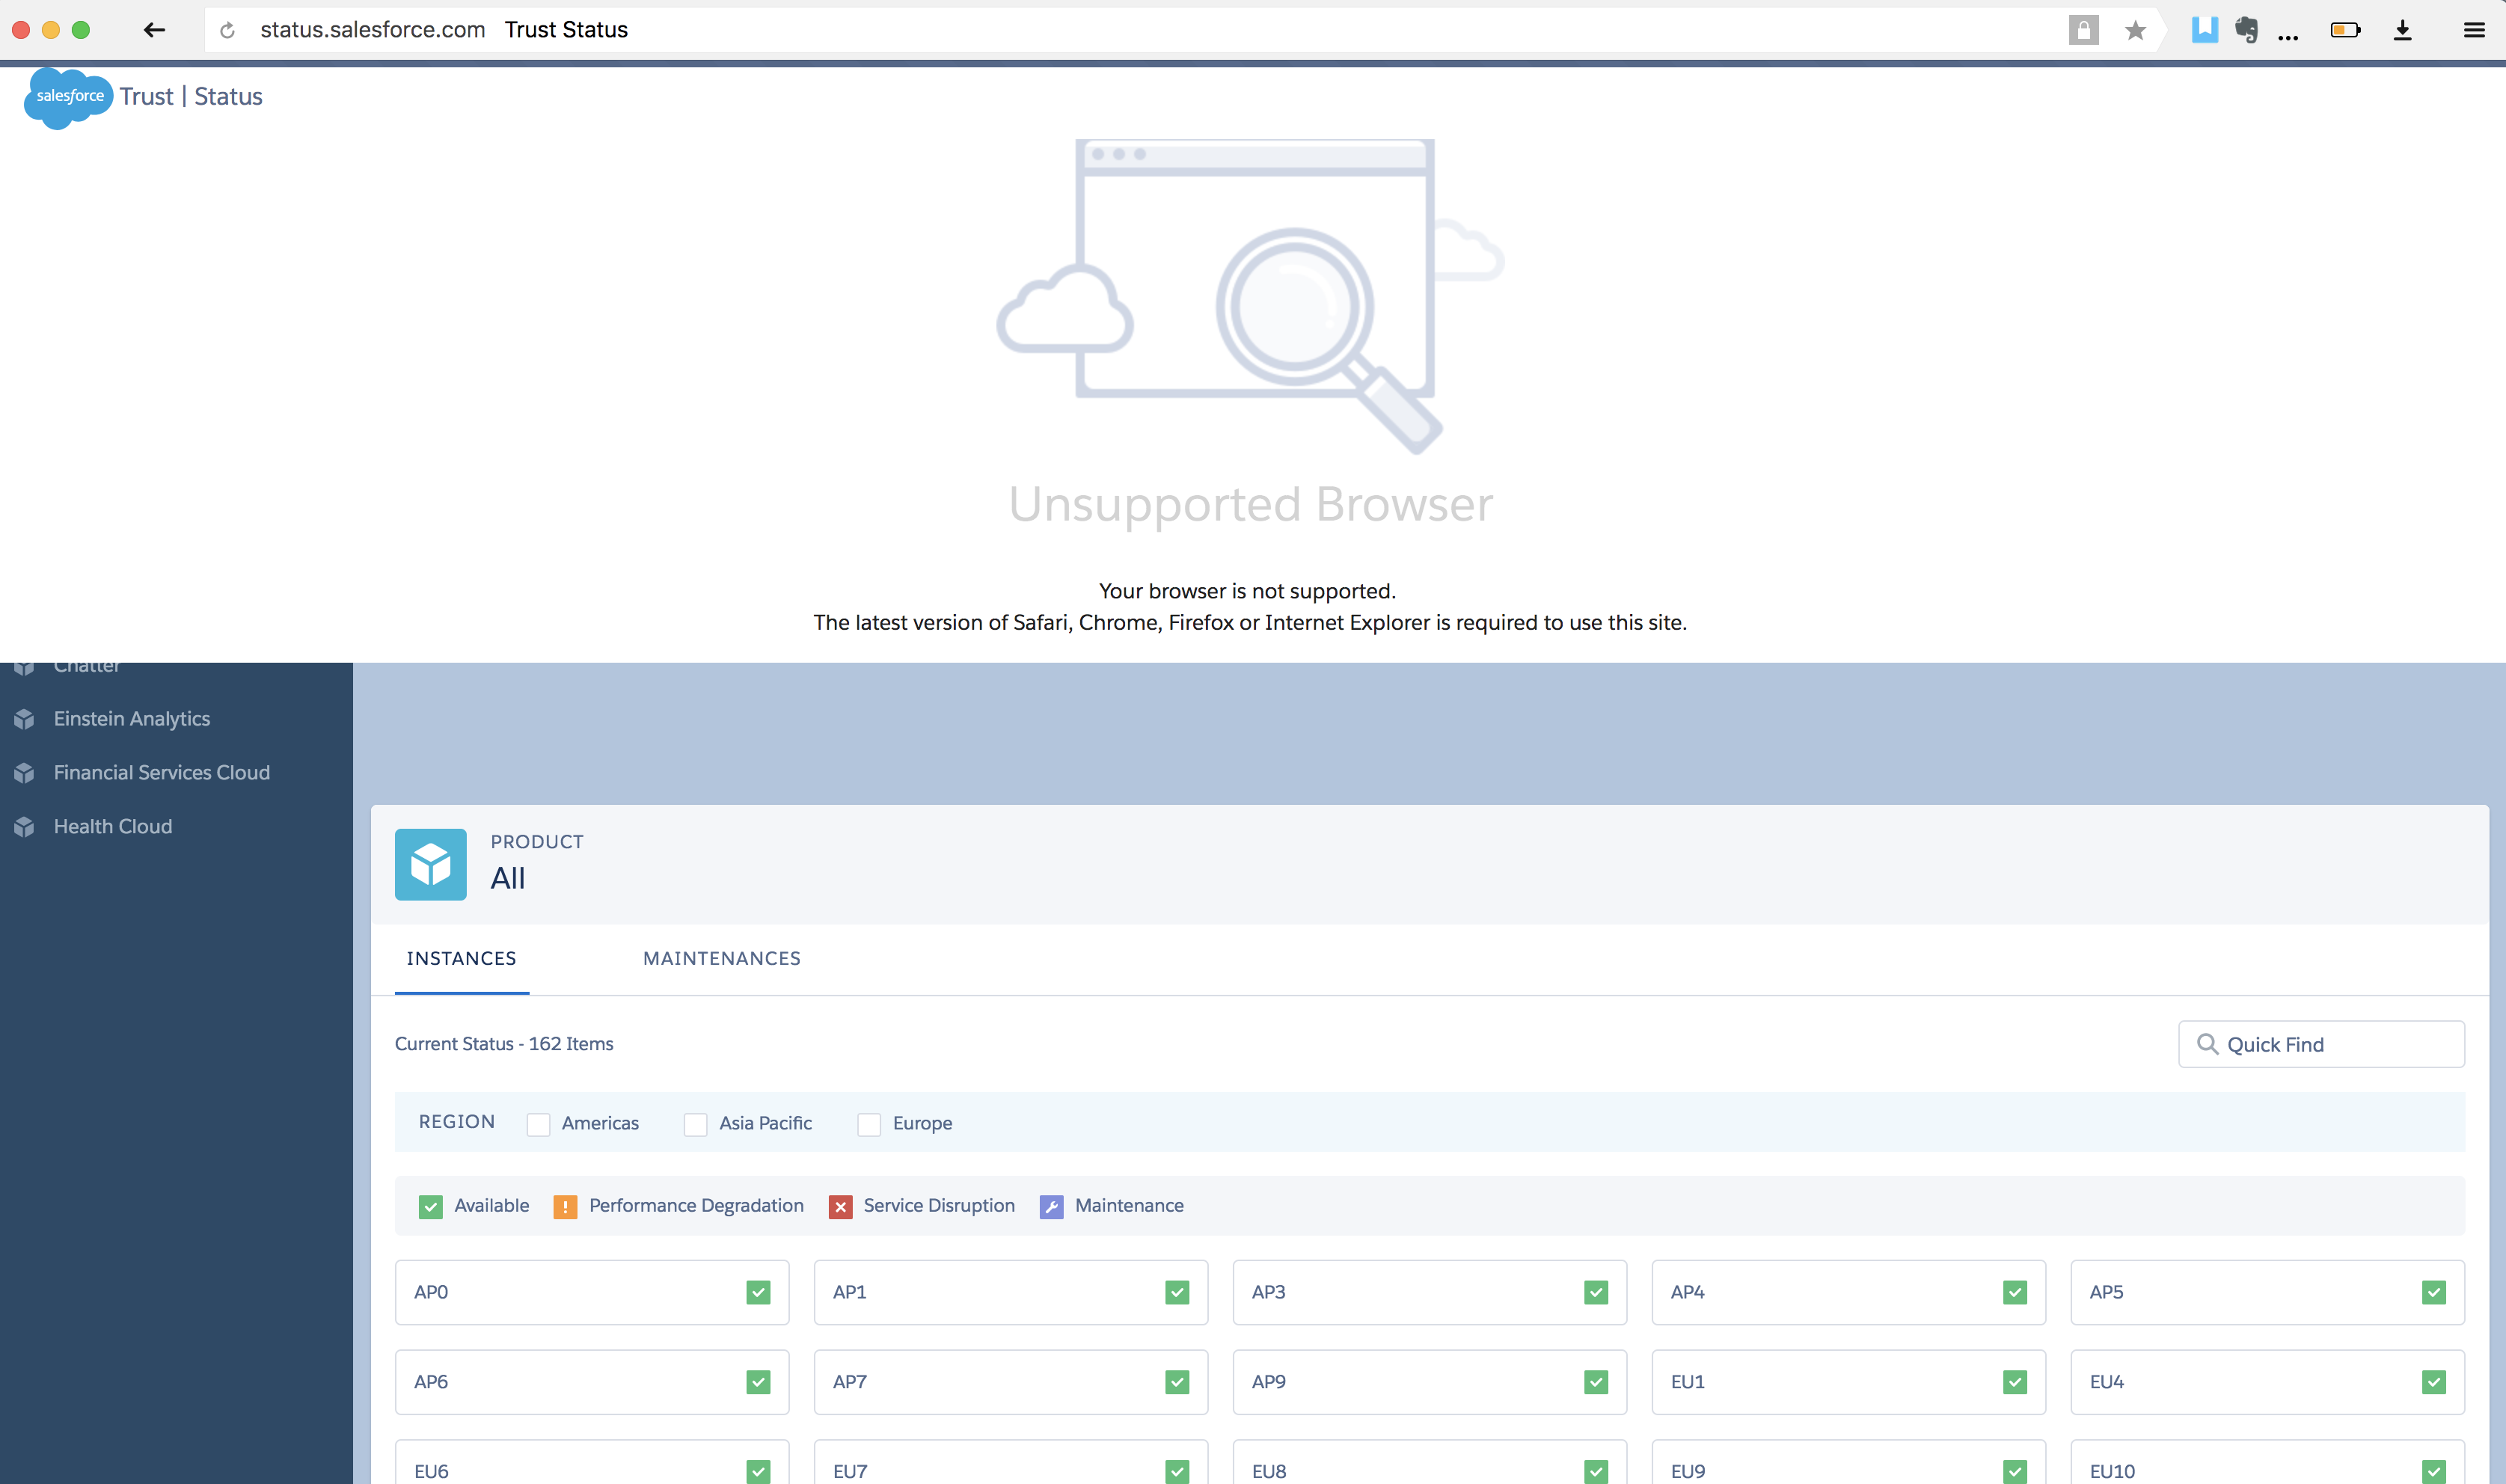 status.salesforce.com Trust Status
salesforce Trust | Status
Unsupported Browser
Your browser is not supported.
The latest version of Safari, Chrome, Firefox or Internet Explorer is required to use this site.
Chatter
Einstein Analytics
Financial Services Cloud
Health Cloud
PRODUCT
All
INSTANCES MAINTENANCES
Current Status - 162 Items
Quick Find
REGION Americas Asia Pacific Europe
Available Performance Degradation Service Disruption Maintenance
AP0 AP1 AP3 AP4 AP5
AP6 AP7 AP9 EU1 EU4
EU6 EU7 EU8 EU9 EU10